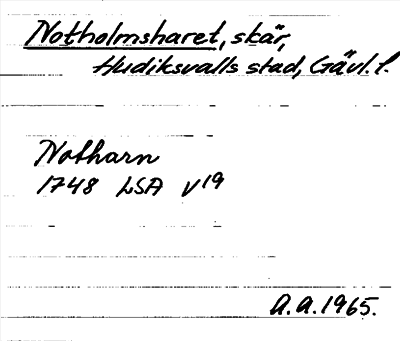 Notholmsharet, skär,
Hudiksvalls stad, Gävl. l.
Notharn
1748 LSA V19
A.A. 1965.